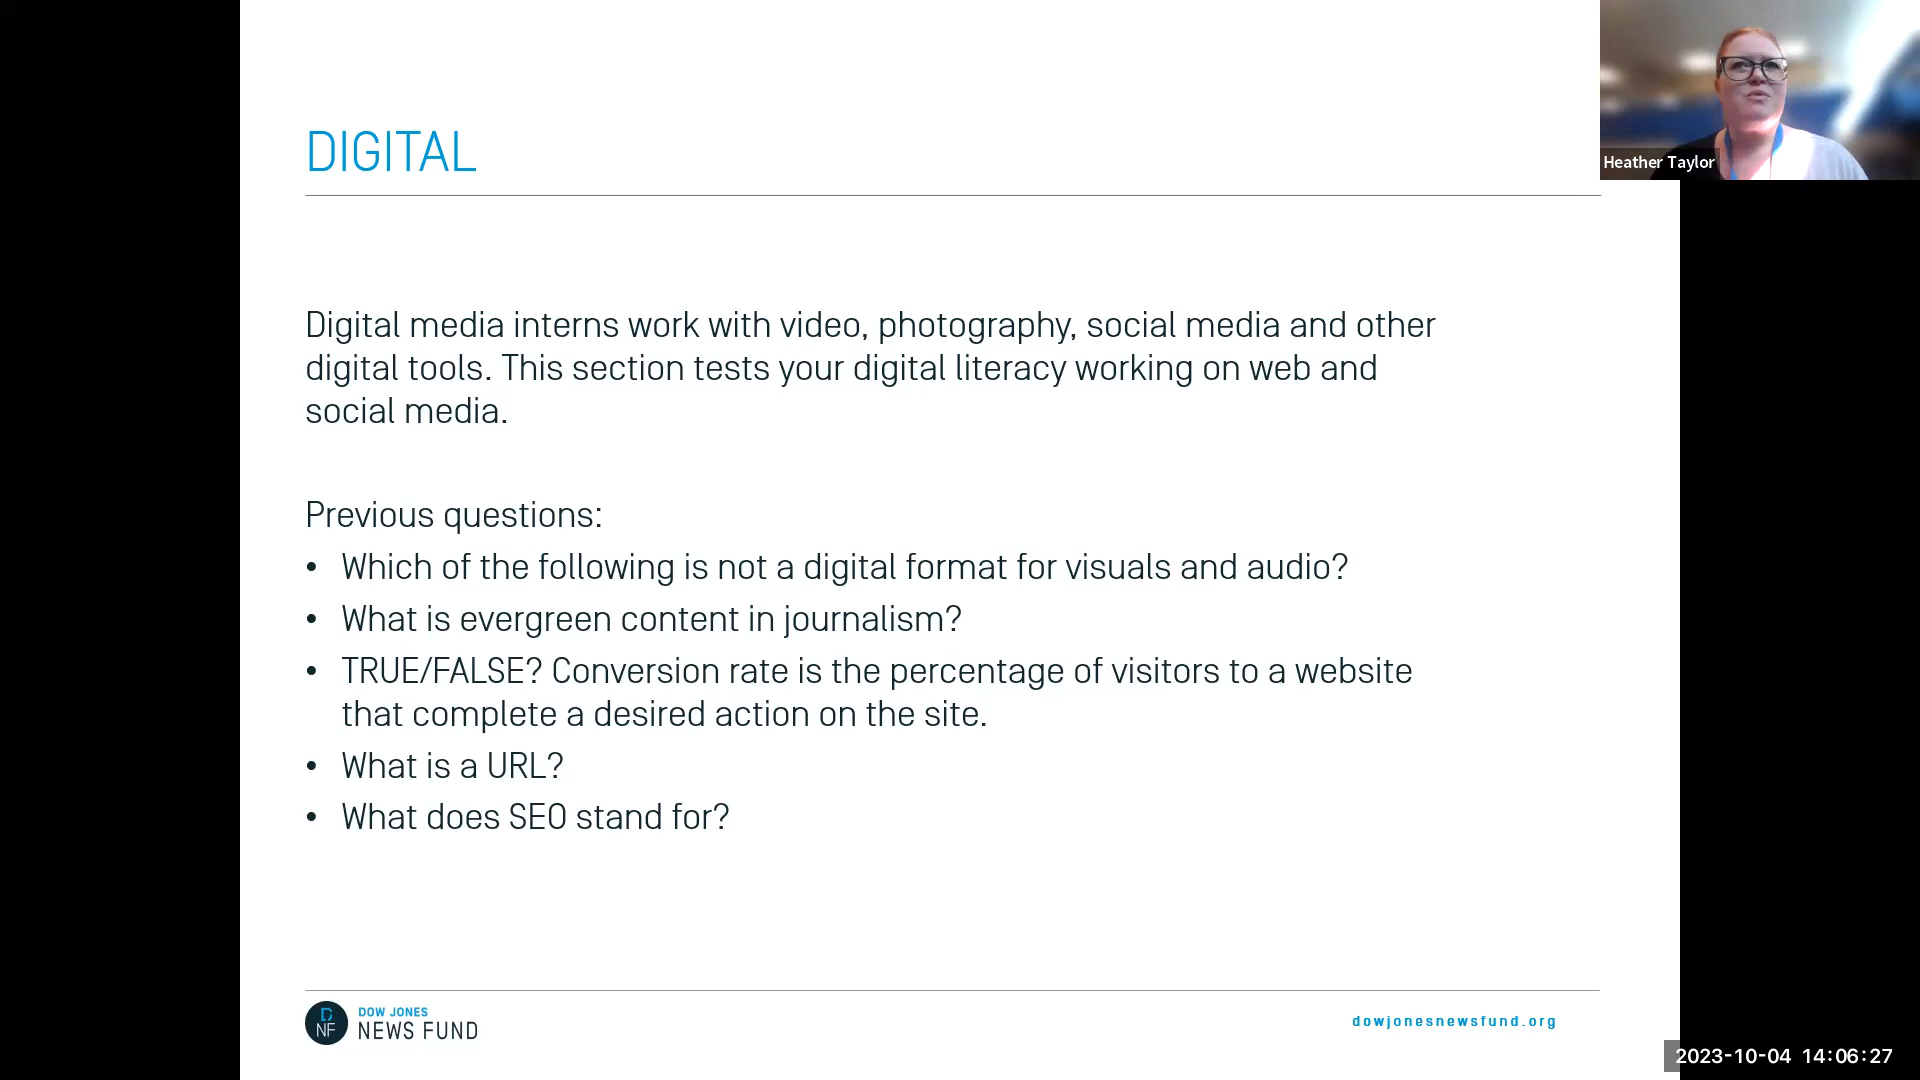 DIGITAL
Heather Taylor
Digital media interns work with video, photography, social media and other
digital tools. This section tests your digital literacy working on web and
social media.
Previous questions:
• Which of the following is not a digital format for visuals and audio?
• What is evergreen content in journalism?
• TRUE/FALSE? Conversion rate is the percentage of visitors to a website
that complete a desired action on the site.
• What is a URL?
• What does SEO stand for?
D
NF
DOW JONES
NEWS FUND
dowjonesnewsfund.org
2023-10-04 14:06:27